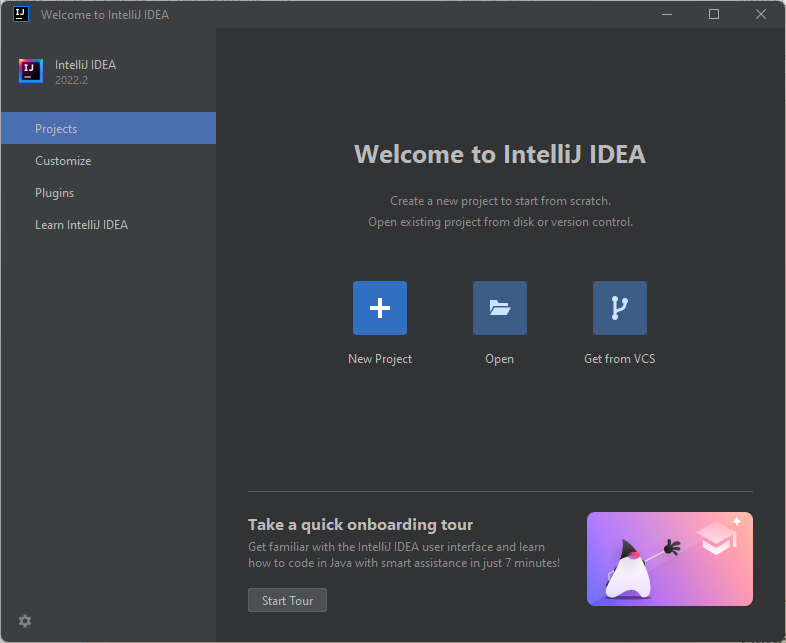 Welcome to IntelliJ IDEA
IJ
IntelliJ IDEA
2022.2
Projects
Customize
Plugins
Learn IntelliJ IDEA
Welcome to IntelliJ IDEA
Create a new project to start from scratch.
Open existing project from disk or version control.
New Project
Open
Get from VCS
Take a quick onboarding tour
Get familiar with the IntelliJ IDEA user interface and learn
how to code in Java with smart assistance in just 7 minutes!
Start Tour